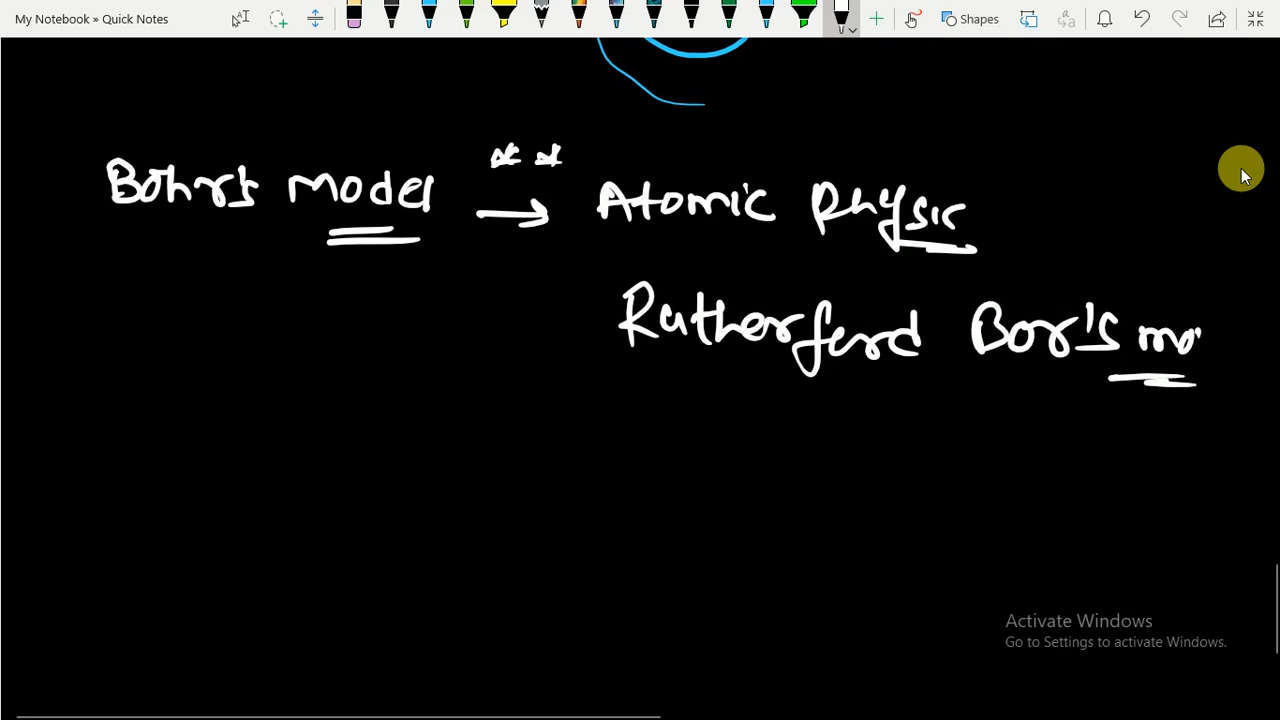 My Notebook » Quick Notes
Shapes
Bohr's model → Atomic Physic
Rutherford Bor's mo
Activate Windows
Go to Settings to activate Windows.